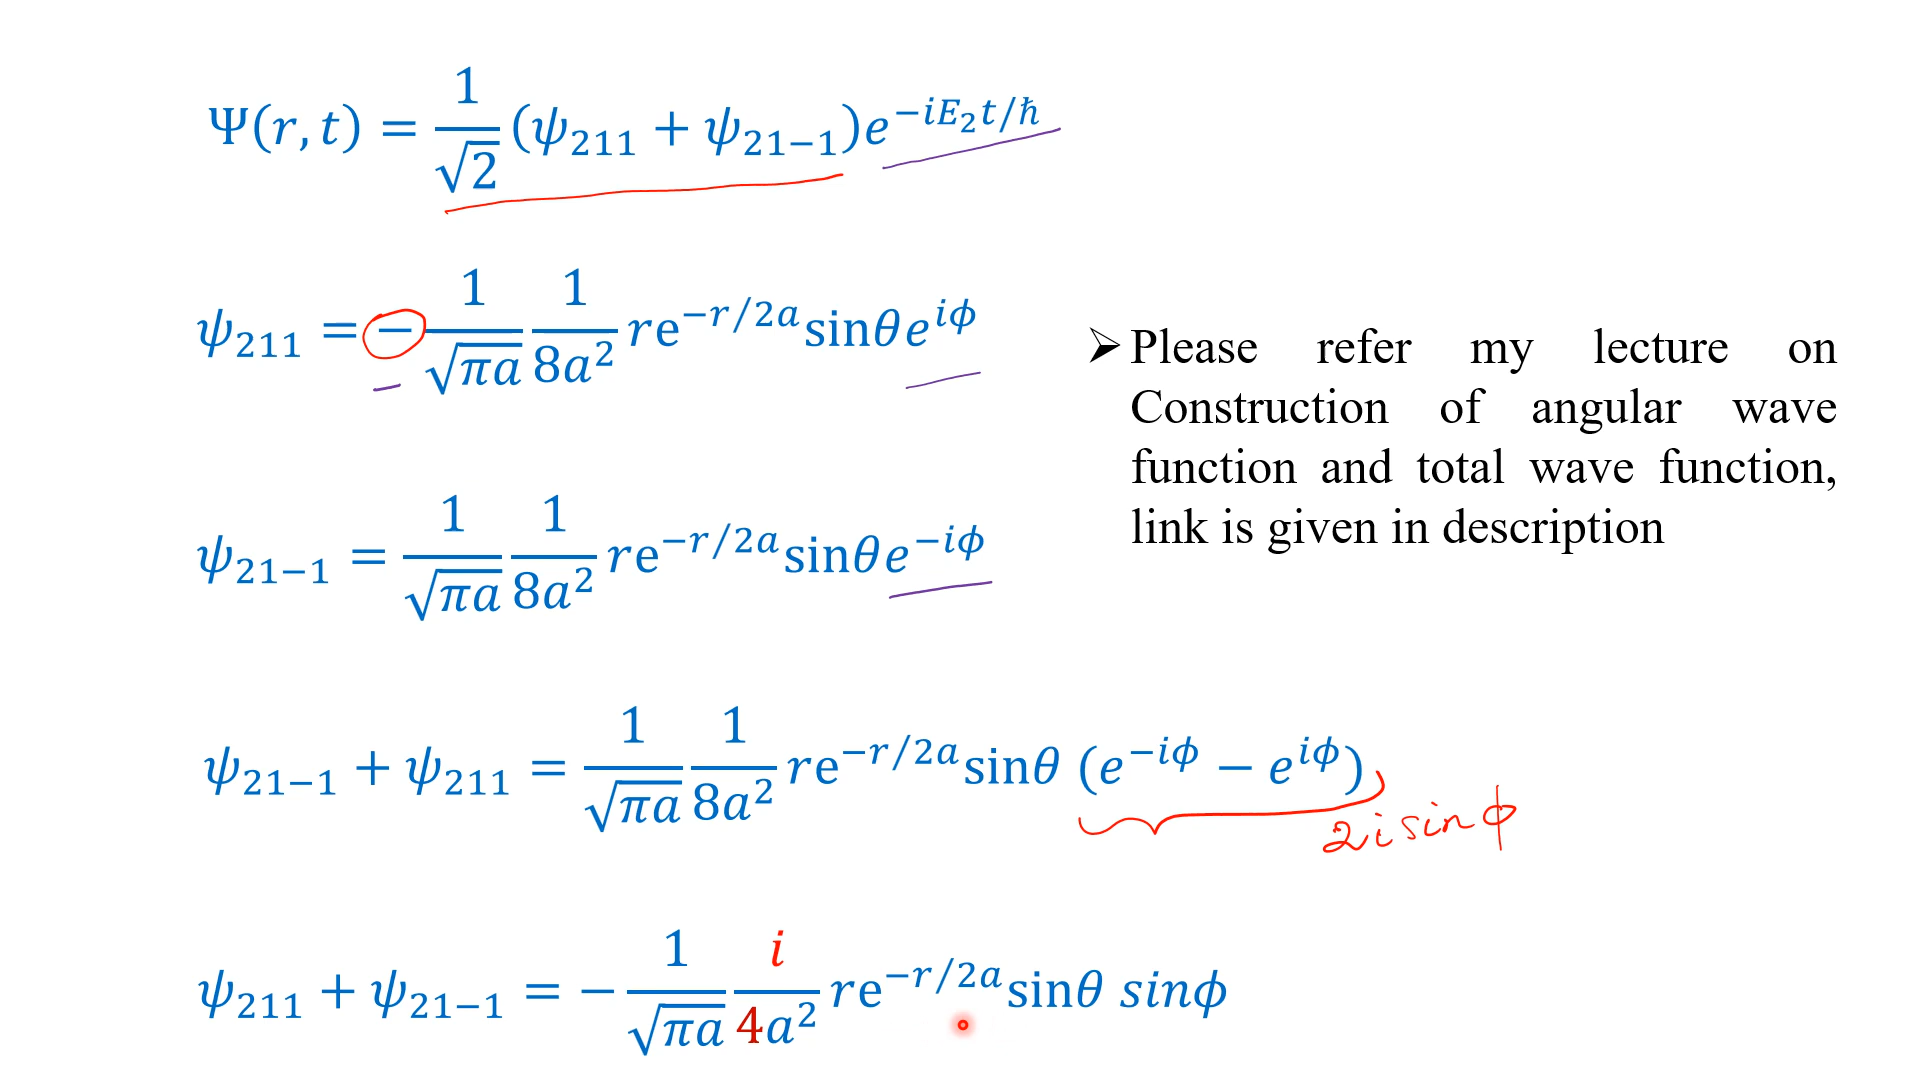 Ψ(r, t) = 1/√2 (ψ₂₁₁ + ψ₂₁₋₁)e^{−iE₂t/ħ}
ψ₂₁₁ = − 1/√(πa) 1/(8a²) re^{−r/2a}sinθe^{iϕ}
ψ₂₁₋₁ = 1/√(πa) 1/(8a²) re^{−r/2a}sinθe^{−iϕ}
ψ₂₁₋₁ + ψ₂₁₁ = 1/√(πa) 1/(8a²) re^{−r/2a}sinθ (e^{−iϕ} − e^{iϕ})
2i sin ϕ
ψ₂₁₁ + ψ₂₁₋₁ = − 1/√(πa) i/(4a²) re^{−r/2a}sinθ sinϕ
➢ Please refer my lecture on
Construction of angular wave
function and total wave function,
link is given in description